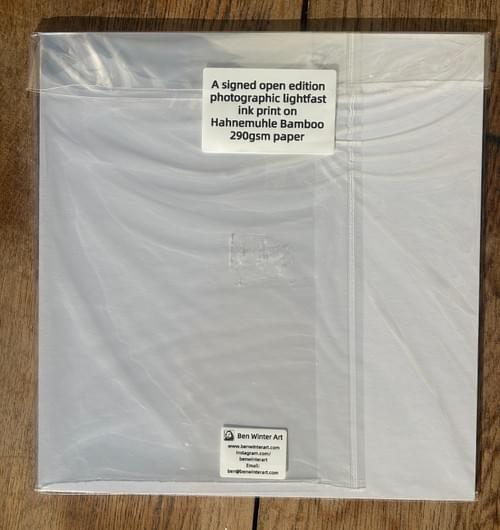 A signed open edition
photographic lightfast
ink print on
Hahnemuhle Bamboo
290gsm paper
Ben Winter Art
www.benwinterart.com
Instagram.com/
benwinterart
Email:
ben@benwinterart.com